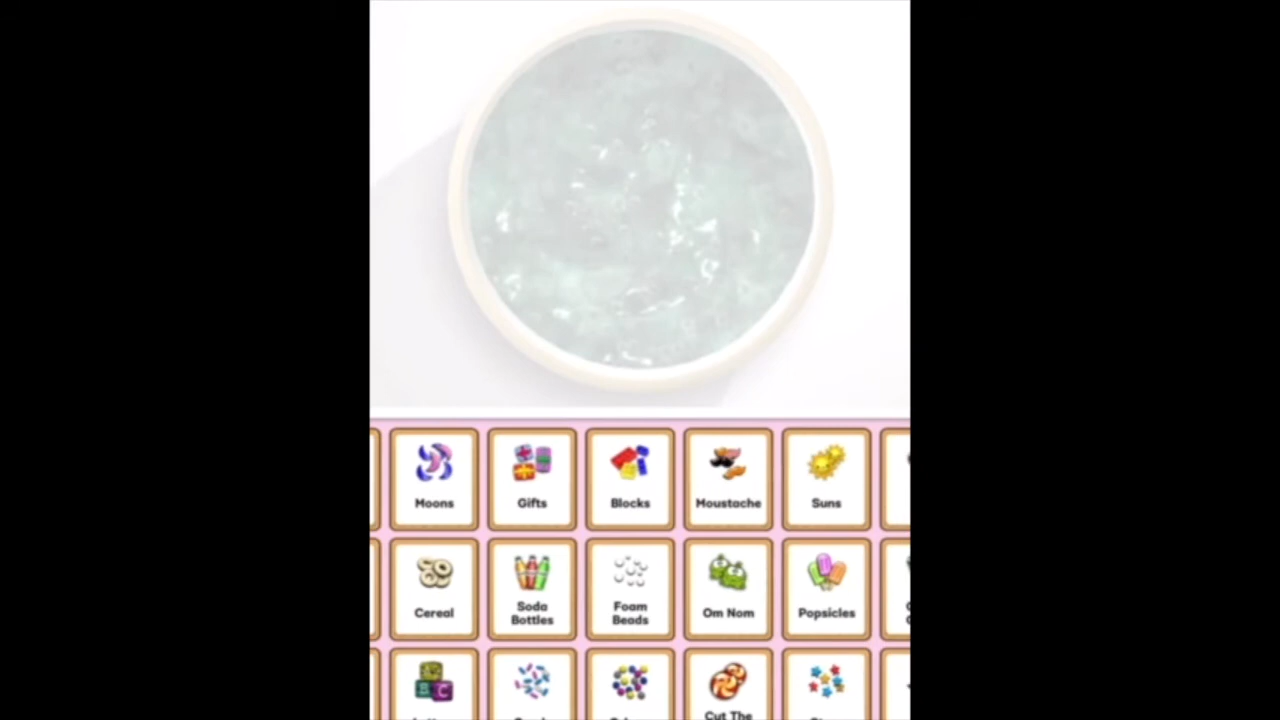 Moons
Gifts
Blocks
Moustache
Suns
Cereal
Soda
Bottles
Foam
Beads
Om Nom
Popsicles
B C
Cut The